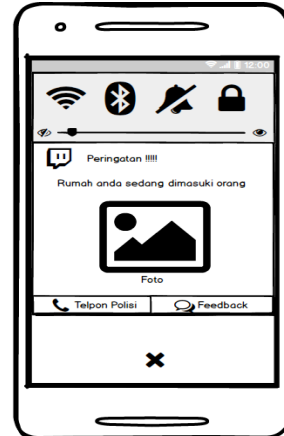 12:00
Peringatan !!!!!
Rumah anda sedang dimasuki orang
Foto
Telpon Polisi
Feedback